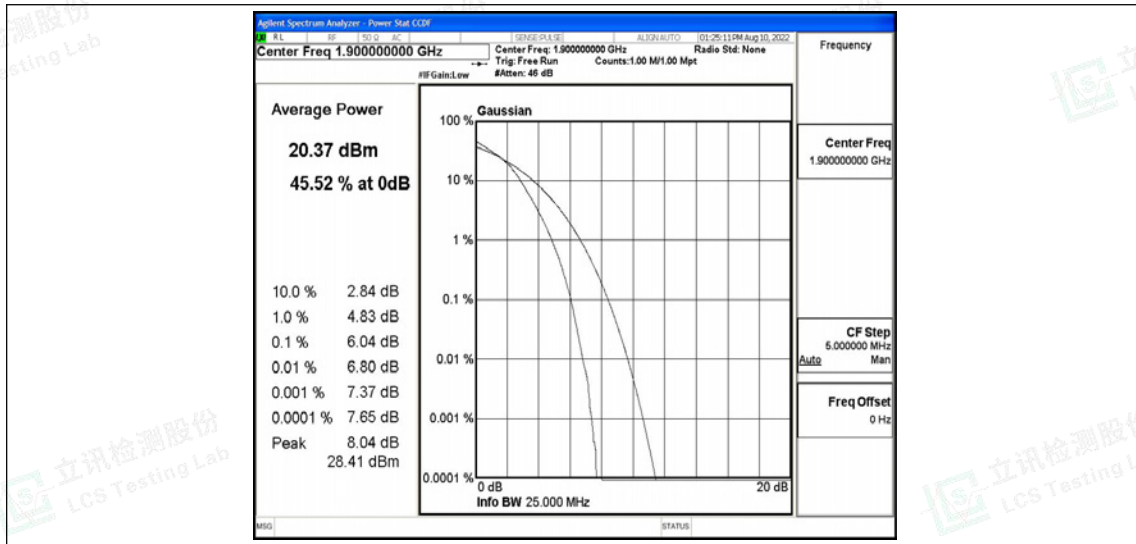 Agilent Spectrum Analyzer - Power Stat CCDF
RL RF 50 Ω AC SENSE:PULSE ALIGN AUTO 01:25:11 PM Aug 10, 2022
Center Freq 1.900000000 GHz
Center Freq: 1.900000000 GHz Radio Std: None
Trig: Free Run Counts:1.00 M/1.00 Mpt
#IFGain:Low #Atten: 46 dB
Frequency
Average Power
20.37 dBm
45.52 % at 0dB
10.0 % 2.84 dB
1.0 % 4.83 dB
0.1 % 6.04 dB
0.01 % 6.80 dB
0.001 % 7.37 dB
0.0001 % 7.65 dB
Peak 8.04 dB
28.41 dBm
Gaussian
100 %
10 %
1 %
0.1 %
0.01 %
0.001 %
0.0001 %
0 dB 20 dB
Info BW 25.000 MHz
Center Freq
1.900000000 GHz
CF Step
5.000000 MHz
Auto Man
Freq Offset
0 Hz
MSG STATUS
立讯检测股份
LCS Testing Lab
立讯检测股份
LCS Testing L
检测股份
sting Lab